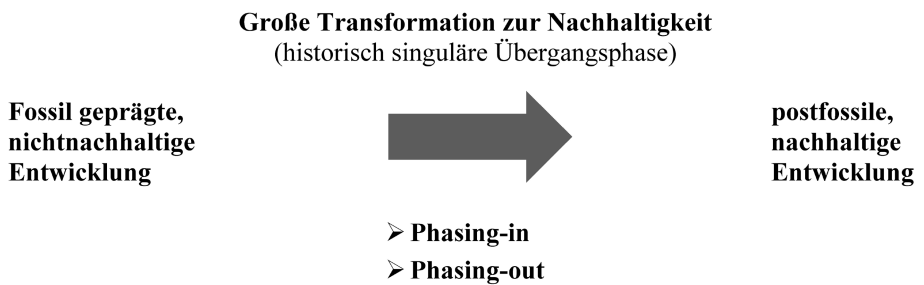 Große Transformation zur Nachhaltigkeit
(historisch singuläre Übergangsphase)
Fossil geprägte,
nichtnachhaltige
Entwicklung
postfossile,
nachhaltige
Entwicklung
➢ Phasing-in
➢ Phasing-out